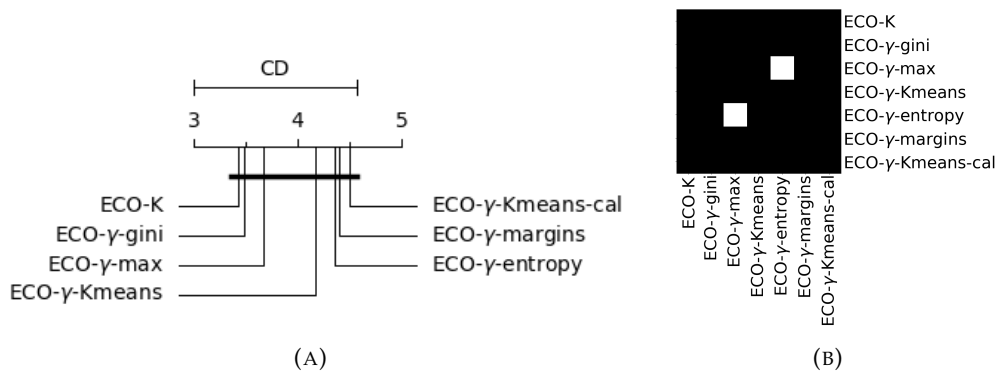 CD
3 4 5
ECO-K
ECO-γ-gini
ECO-γ-max
ECO-γ-Kmeans
ECO-γ-Kmeans-cal
ECO-γ-margins
ECO-γ-entropy
(A)
ECO-K
ECO-γ-gini
ECO-γ-max
ECO-γ-Kmeans
ECO-γ-entropy
ECO-γ-margins
ECO-γ-Kmeans-cal
ECO-K
ECO-γ-gini
ECO-γ-max
ECO-γ-Kmeans
ECO-γ-entropy
ECO-γ-margins
ECO-γ-Kmeans-cal
(B)